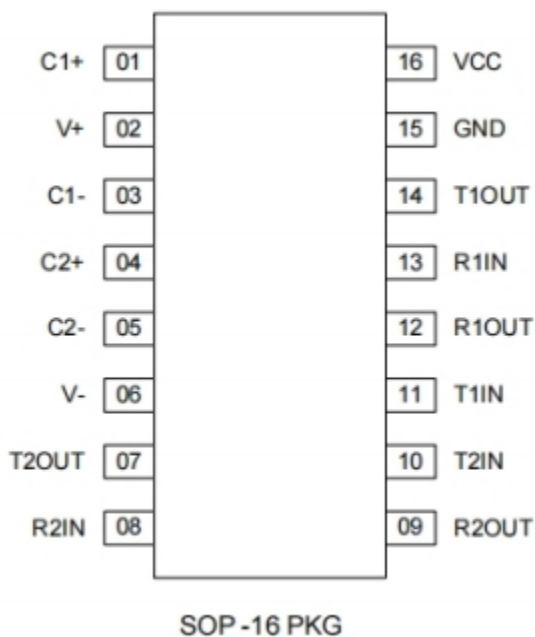 C1+ 01 16 VCC
V+ 02 15 GND
C1- 03 14 T1OUT
C2+ 04 13 R1IN
C2- 05 12 R1OUT
V- 06 11 T1IN
T2OUT 07 10 T2IN
R2IN 08 09 R2OUT
SOP-16 PKG